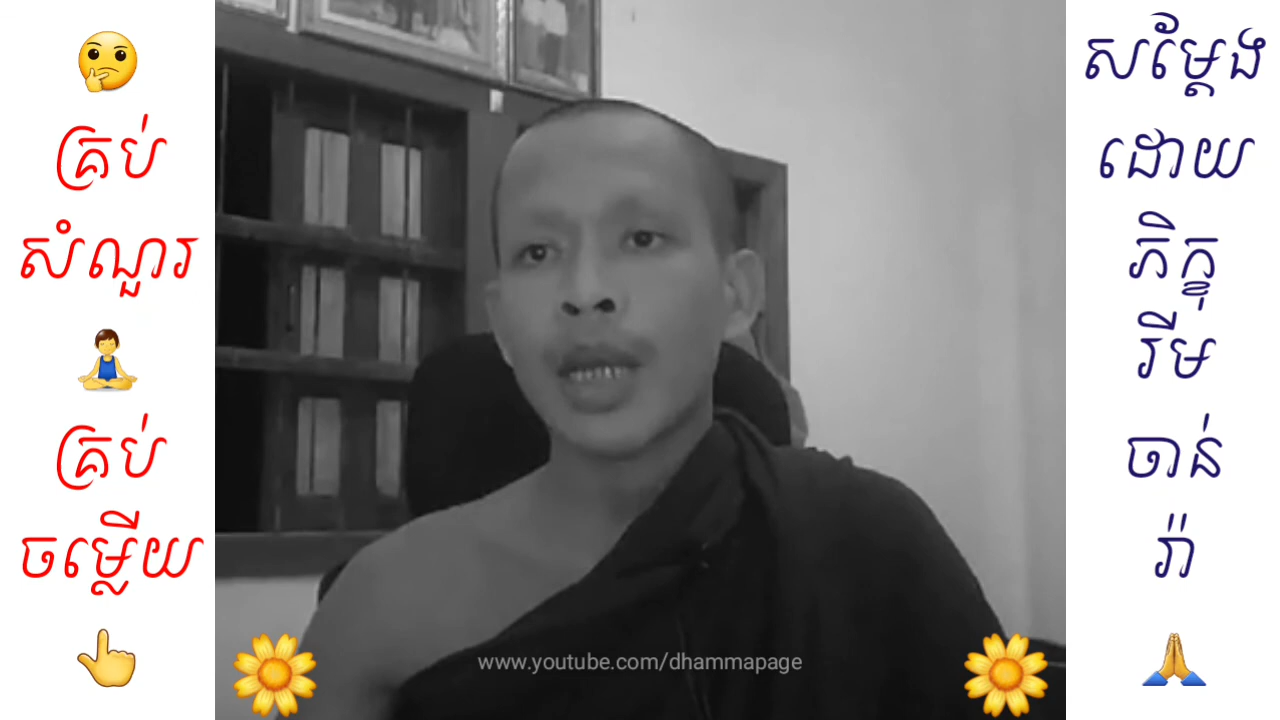 គ្រប់
សំណួរ
គ្រប់
ចម្លើយ
សម្ដែង
ដោយ
ភិក្ខុ
រីម
ចាន់
រ៉ា
www.youtube.com/dhammapage